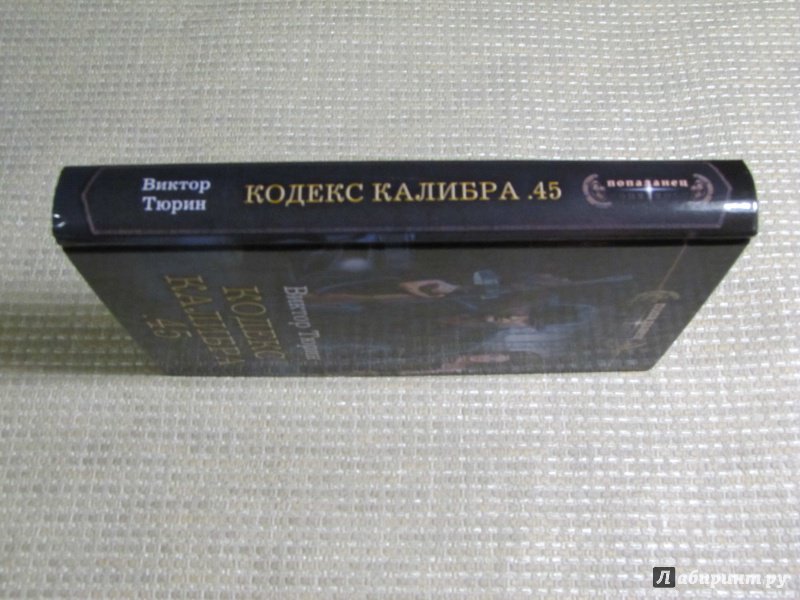 Виктор
Тюрин
КОДЕКС КАЛИБРА .45
попаданец
Виктор Тюрин
КОДЕКС
КАЛИБРА
.45
Лабиринт.ру